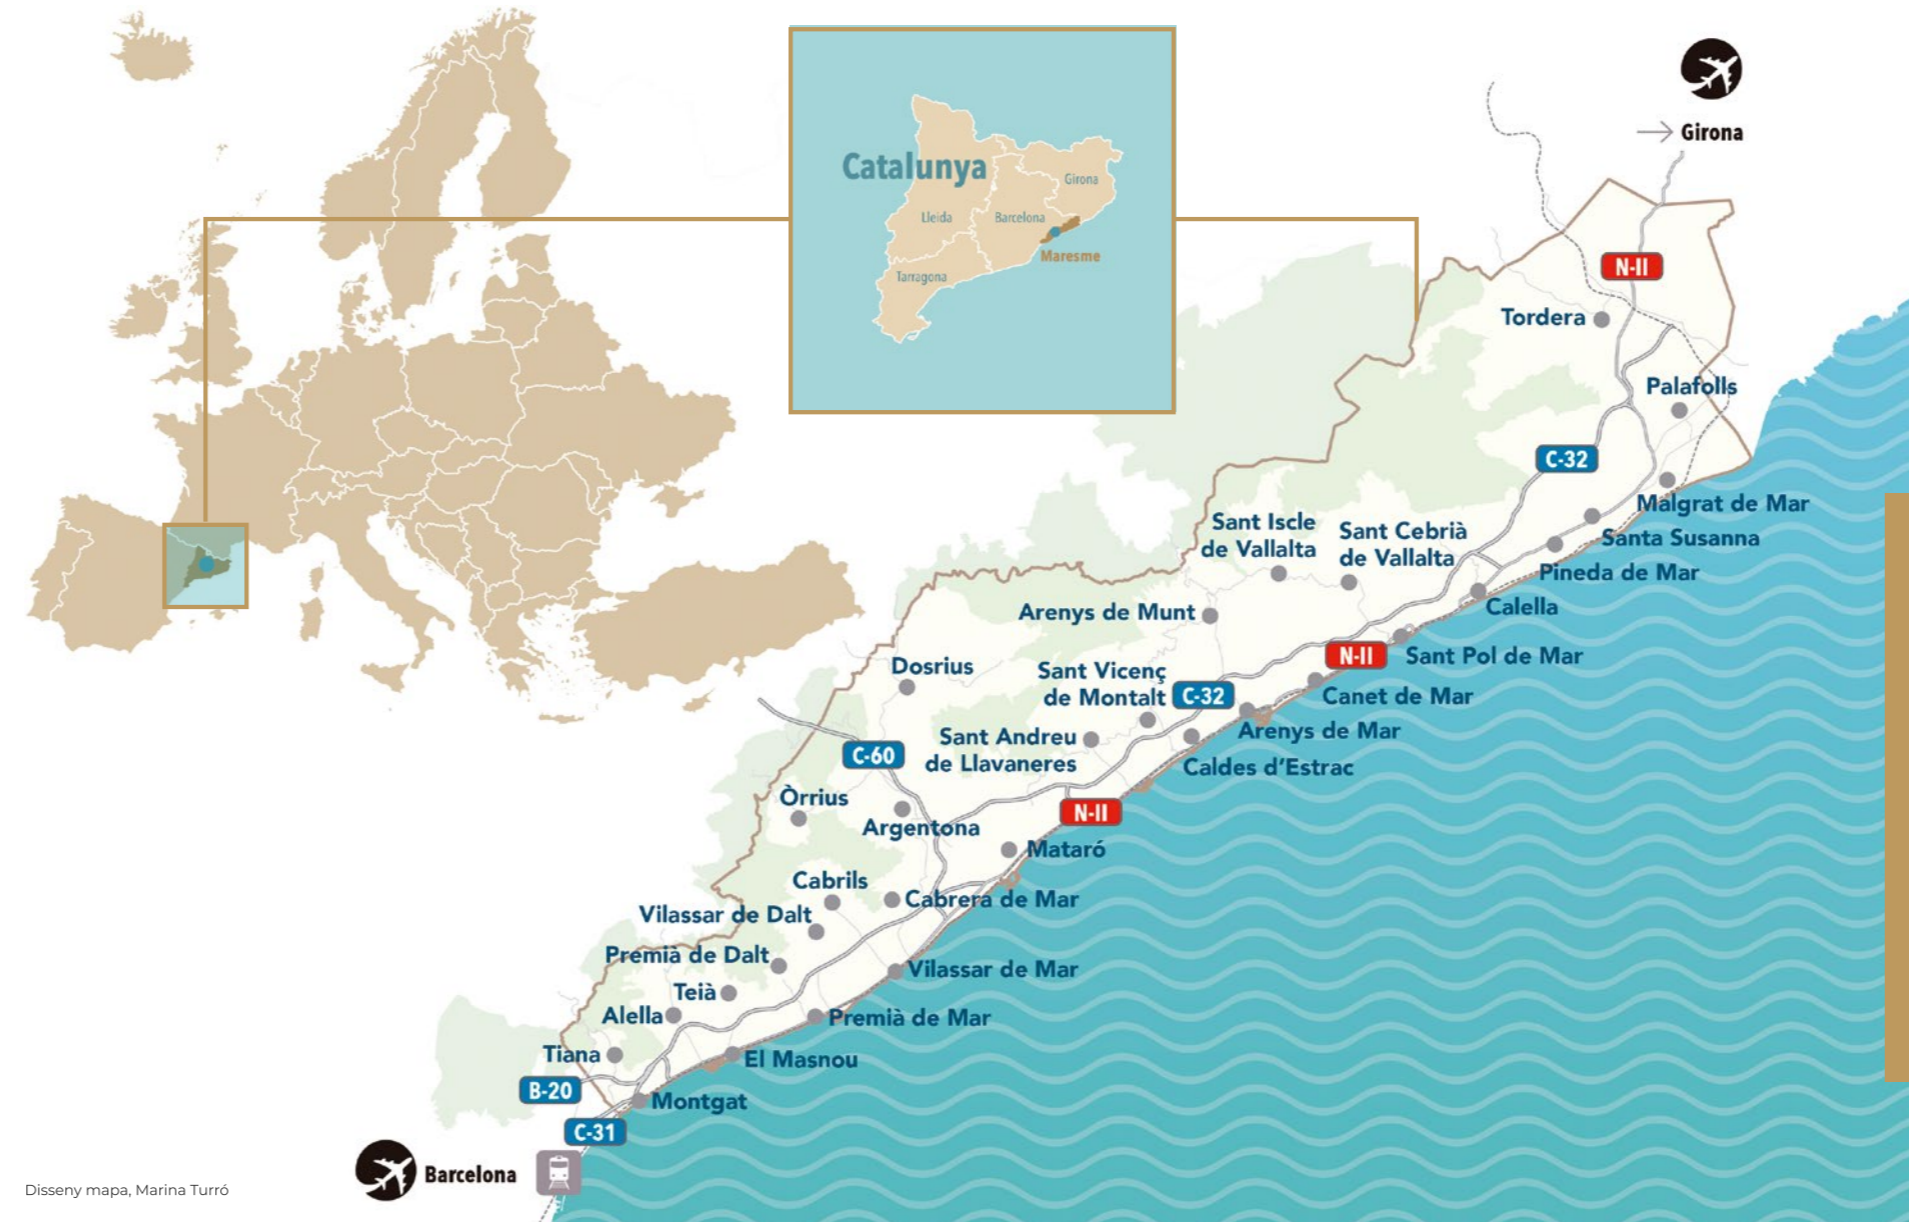 Girona
Catalunya
Girona
Lleida
Barcelona
Maresme
Tarragona
N-II
Tordera
Palafolls
C-32
Malgrat de Mar
Sant Iscle
de Vallalta
Sant Cebrià
de Vallalta
Santa Susanna
Pineda de Mar
Calella
Arenys de Munt
N-II
Sant Pol de Mar
Dosrius
Sant Vicenç
de Montalt
C-32
Canet de Mar
Arenys de Mar
Sant Andreu
de Llavaneres
C-60
Caldes d'Estrac
Òrrius
Argentona
N-II
Mataró
Cabrils
Cabrera de Mar
Vilassar de Dalt
Premià de Dalt
Vilassar de Mar
Teià
Alella
Premià de Mar
Tiana
El Masnou
B-20
Montgat
C-31
Barcelona
Disseny mapa, Marina Turró